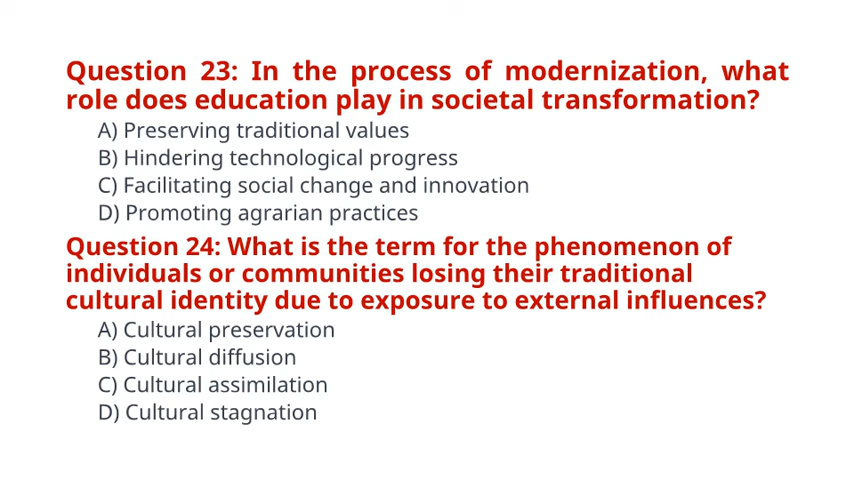 Question 23: In the process of modernization, what
role does education play in societal transformation?
A) Preserving traditional values
B) Hindering technological progress
C) Facilitating social change and innovation
D) Promoting agrarian practices
Question 24: What is the term for the phenomenon of
individuals or communities losing their traditional
cultural identity due to exposure to external influences?
A) Cultural preservation
B) Cultural diffusion
C) Cultural assimilation
D) Cultural stagnation